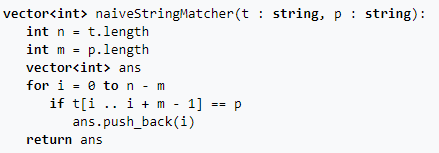 vector<int> naiveStringMatcher(t : string, p : string):
int n = t.length
int m = p.length
vector<int> ans
for i = 0 to n - m
if t[i .. i + m - 1] == p
ans.push_back(i)
return ans